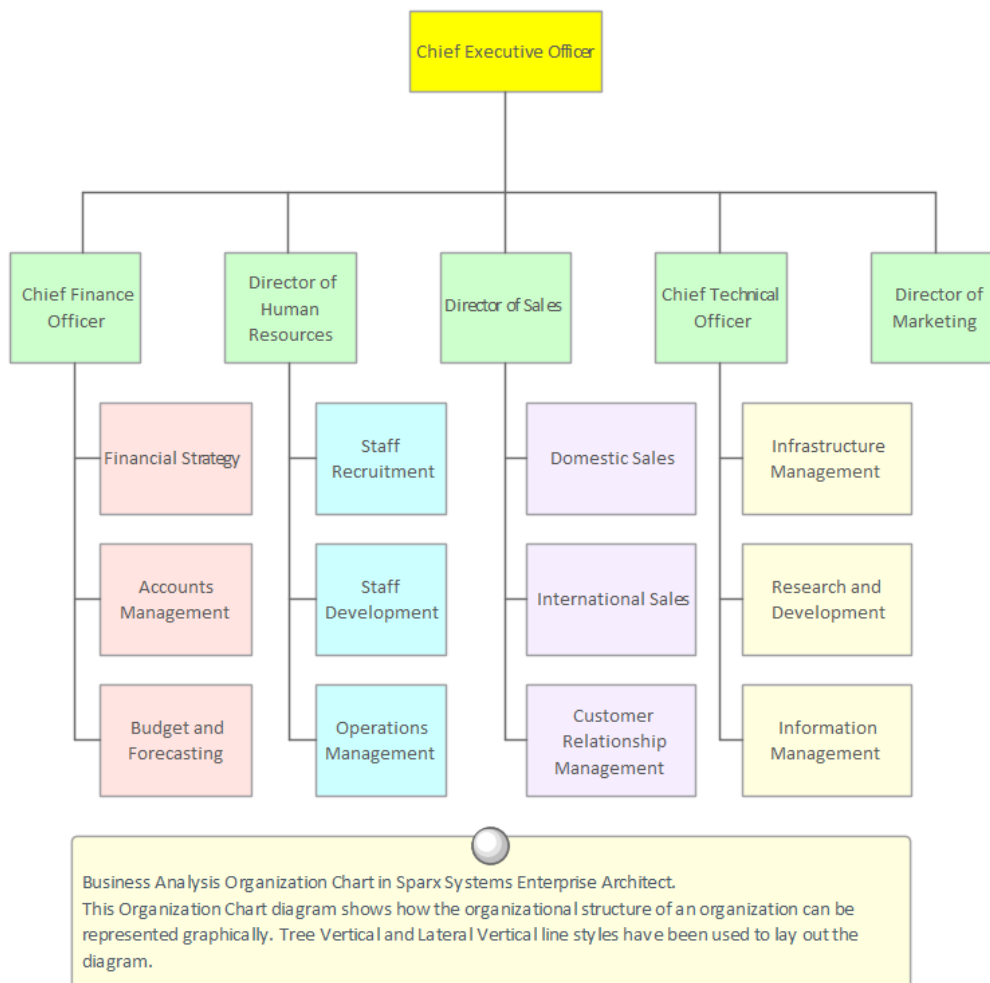 Chief Executive Officer
Chief Finance
Officer
Director of
Human
Resources
Director of Sales
Chief Technical
Officer
Director of
Marketing
Financial Strategy
Staff
Recruitment
Domestic Sales
Infrastructure
Management
Accounts
Management
Staff
Development
International Sales
Research and
Development
Budget and
Forecasting
Operations
Management
Customer
Relationship
Management
Information
Management
Business Analysis Organization Chart in Sparx Systems Enterprise Architect.
This Organization Chart diagram shows how the organizational structure of an organization can be
represented graphically. Tree Vertical and Lateral Vertical line styles have been used to lay out the
diagram.